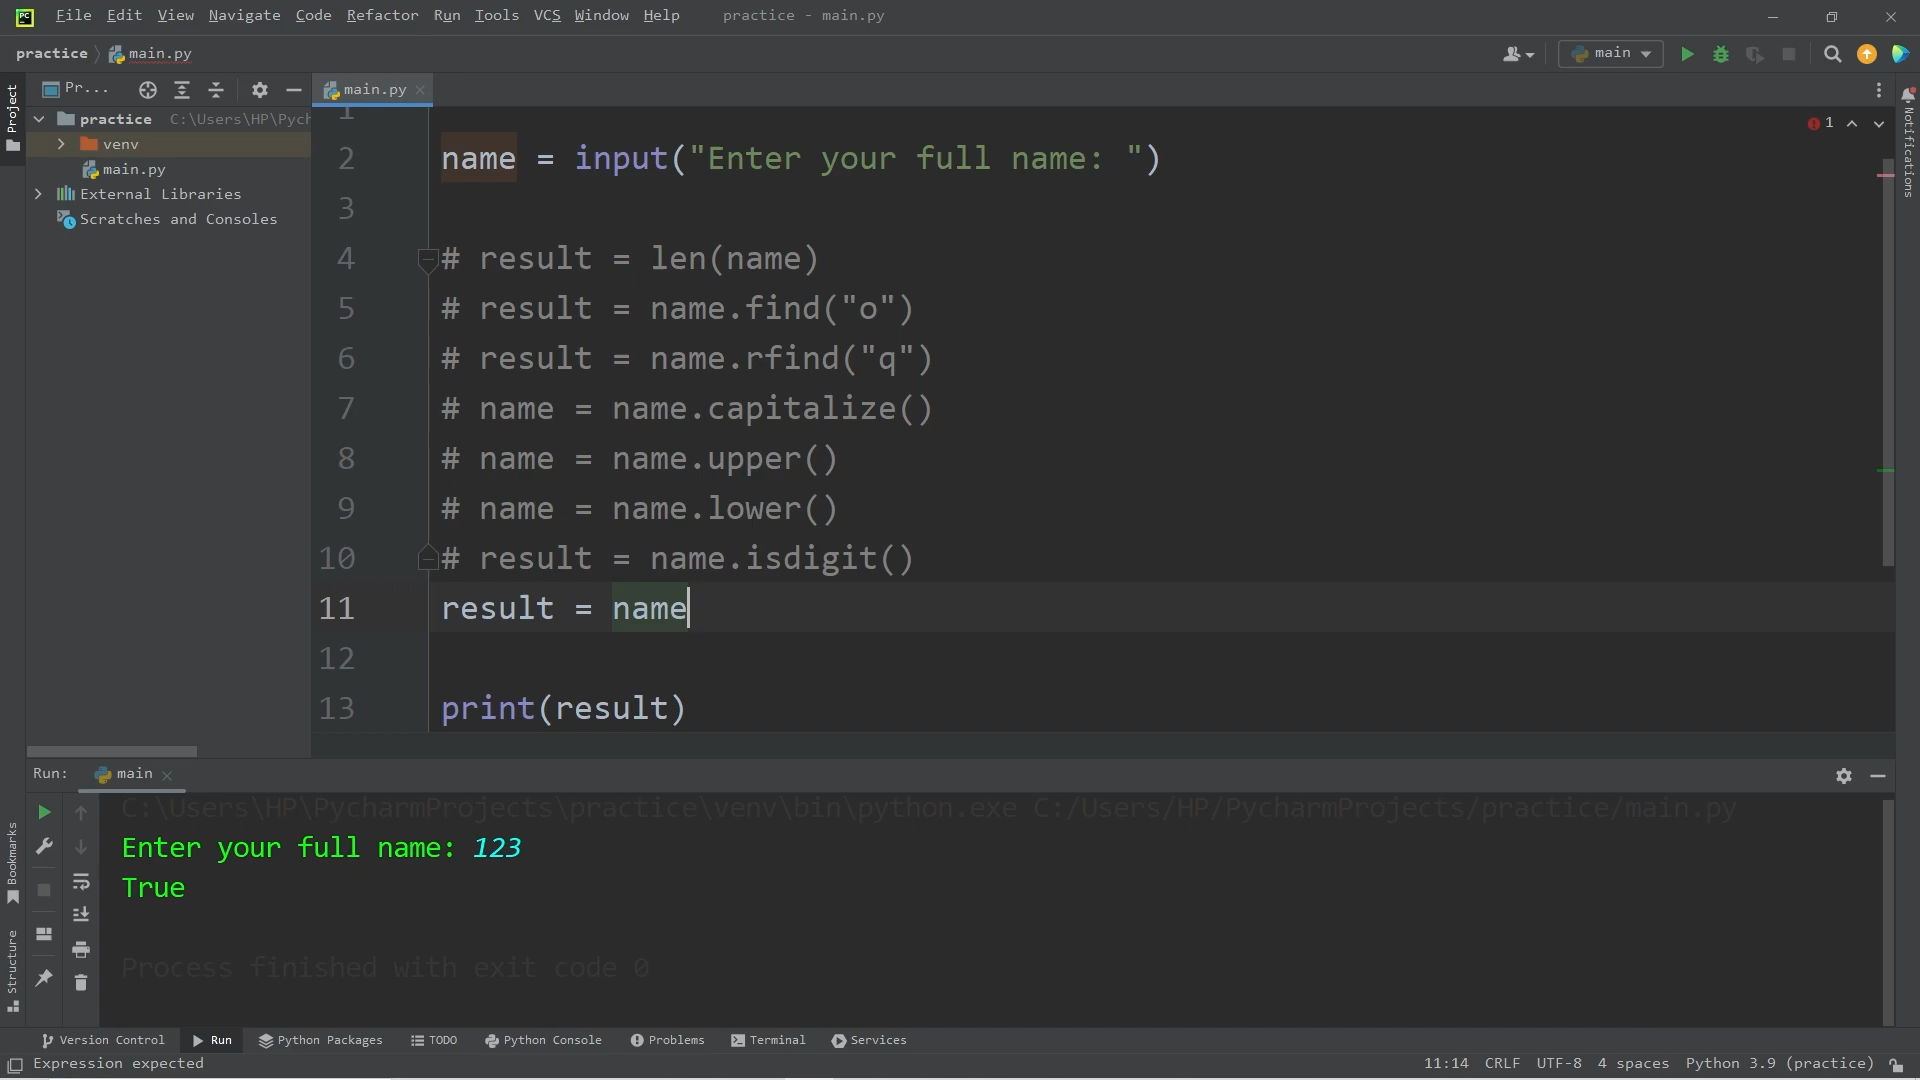 File Edit View Navigate Code Refactor Run Tools VCS Window Help practice - main.py
practice main.py main
Pr... main.py
Project
practice C:\Users\HP\Pych
venv
main.py
External Libraries
Scratches and Consoles
1
2 name = input("Enter your full name: ")
3
4 # result = len(name)
5 # result = name.find("o")
6 # result = name.rfind("q")
7 # name = name.capitalize()
8 # name = name.upper()
9 # name = name.lower()
10 # result = name.isdigit()
11 result = name
12
13 print(result)
1
Notifications
Run: main
C:\Users\HP\PycharmProjects\practice\venv\bin\python.exe C:/Users/HP/PycharmProjects/practice/main.py
Enter your full name: 123
True
Process finished with exit code 0
Bookmarks
Structure
Version Control Run Python Packages TODO Python Console Problems Terminal Services
Expression expected 11:14 CRLF UTF-8 4 spaces Python 3.9 (practice)